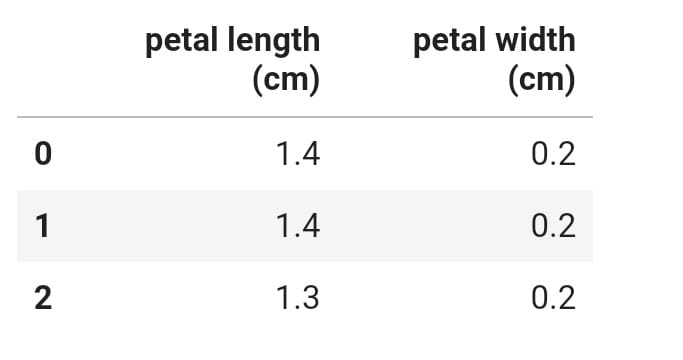 petal length petal width
(cm) (cm)
0 1.4 0.2
1 1.4 0.2
2 1.3 0.2